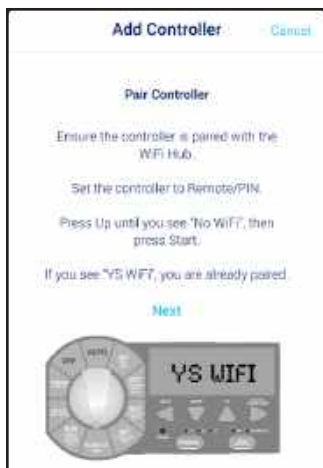 Add Controller
Cancel
Pair Controller
Ensure the controller is paired with the
WiFi Hub.
Set the controller to Remote/PIN.
Press Up until you see "No WiFi", then
press Start.
If you see "YS WiFi", you are already paired.
Next
OFF
AUTO
YS WIFI